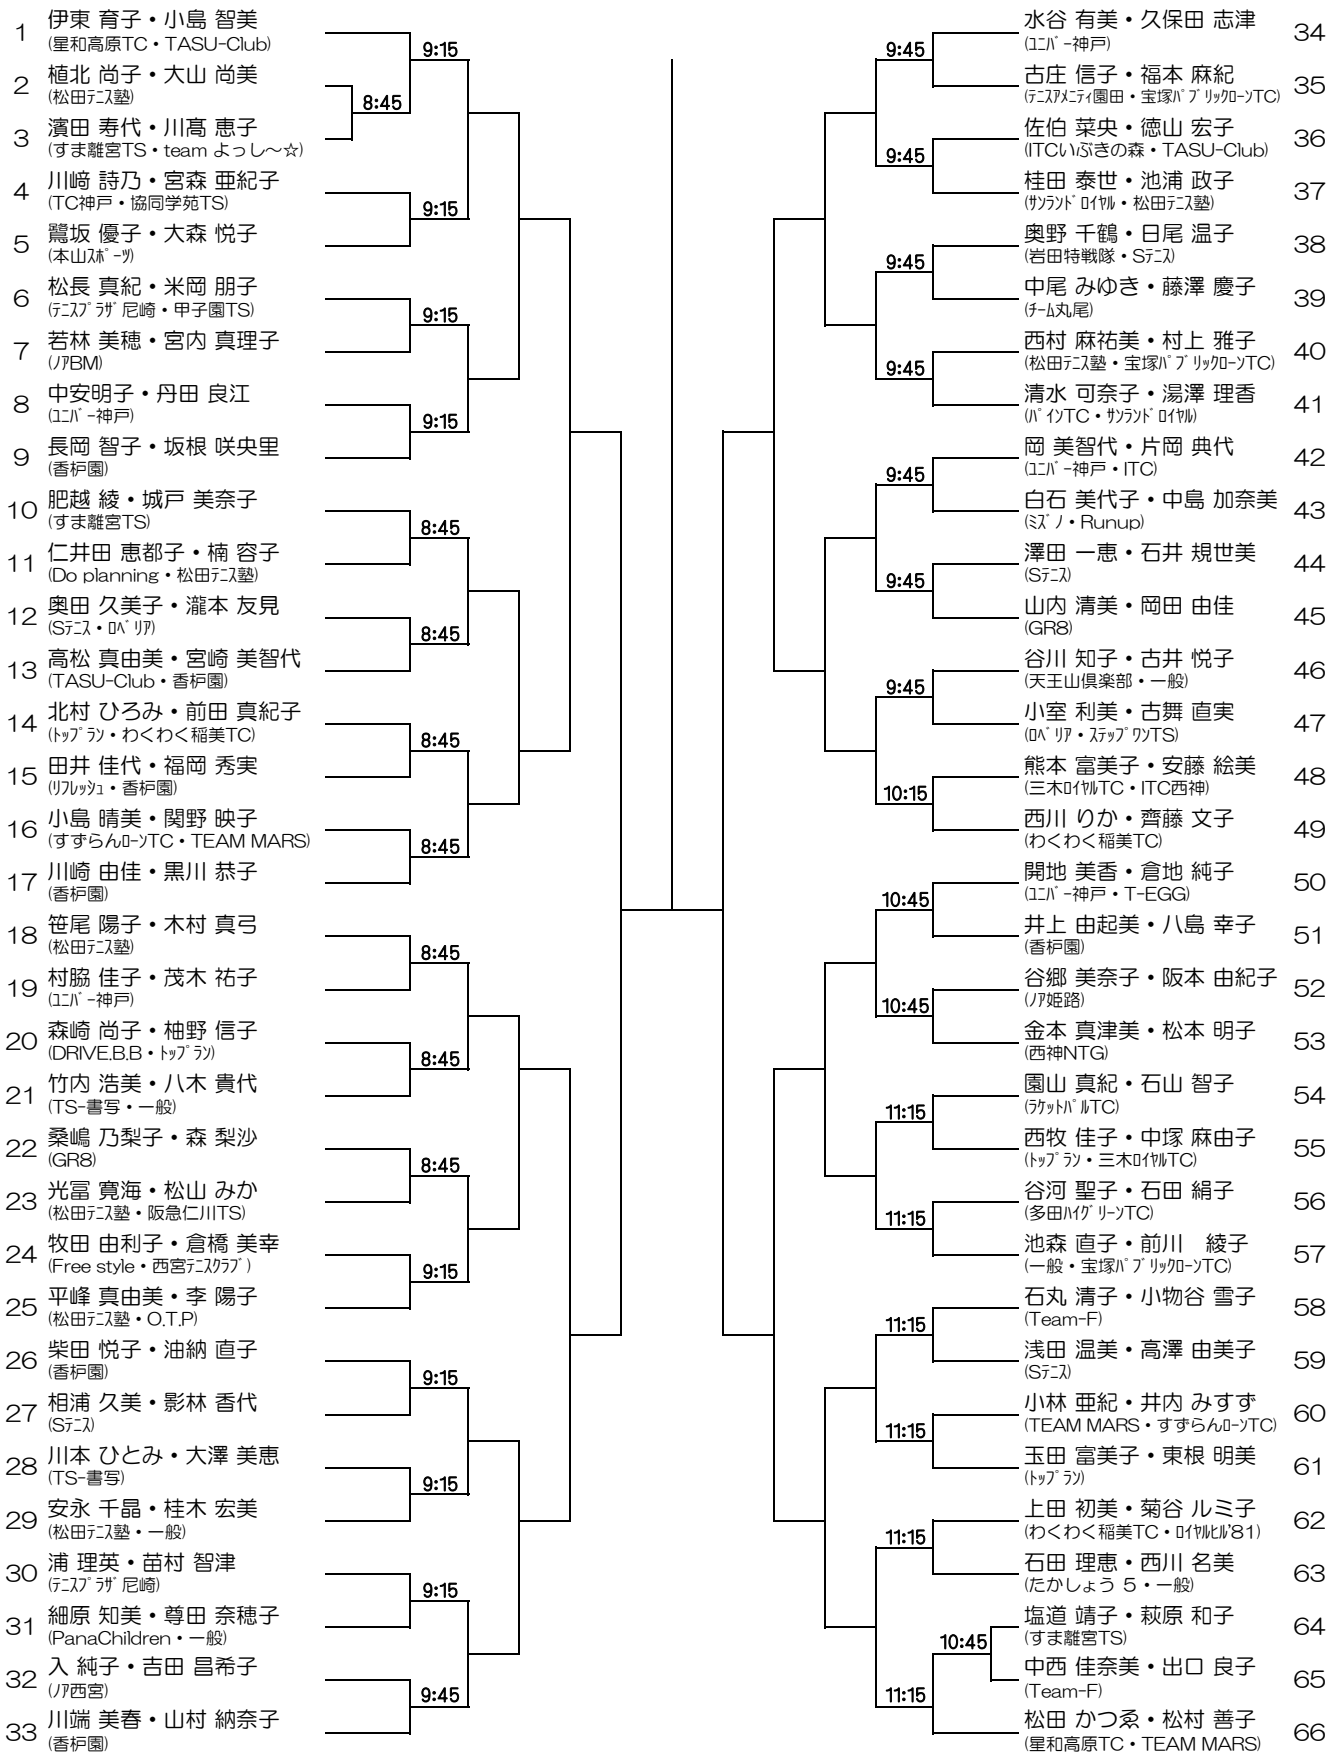 1 伊東 育子・小島 智美
(星和高原TC・TASU-Club)
2 植北 尚子・大山 尚美
(松田テニス塾)
3 濱田 寿代・川髙 恵子
(すま離宮TS・team よっし～☆)
4 川﨑 詩乃・宮森 亜紀子
(TC神戸・協同学苑TS)
5 鷺坂 優子・大森 悦子
(本山スポーツ)
6 松長 真紀・米岡 朋子
(テニスプラザ尼崎・甲子園TS)
7 若林 美穂・宮内 真理子
(ノアBM)
8 中安明子・丹田 良江
(ユニバー神戸)
9 長岡 智子・坂根 咲央里
(香枦園)
10 肥越 綾・城戸 美奈子
(すま離宮TS)
11 仁井田 恵都子・楠 容子
(Do planning・松田テニス塾)
12 奥田 久美子・瀧本 友見
(Sテニス・ロベリア)
13 高松 真由美・宮崎 美智代
(TASU-Club・香枦園)
14 北村 ひろみ・前田 真紀子
(トップラン・わくわく稲美TC)
15 田井 佳代・福岡 秀実
(リフレッシュ・香枦園)
16 小島 晴美・関野 映子
(すずらんローンTC・TEAM MARS)
17 川崎 由佳・黒川 恭子
(香枦園)
18 笹尾 陽子・木村 真弓
(松田テニス塾)
19 村脇 佳子・茂木 祐子
(ユニバー神戸)
20 森崎 尚子・柚野 信子
(DRIVE.B.B・トップラン)
21 竹内 浩美・八木 貴代
(TS-書写・一般)
22 桑嶋 乃梨子・森 梨沙
(GR8)
23 光冨 寛海・松山 みか
(松田テニス塾・阪急仁川TS)
24 牧田 由利子・倉橋 美幸
(Free style・西宮テニスクラブ)
25 平峰 真由美・李 陽子
(松田テニス塾・O.T.P)
26 柴田 悦子・油納 直子
(香枦園)
27 相浦 久美・影林 香代
(Sテニス)
28 川本 ひとみ・大澤 美恵
(TS-書写)
29 安永 千晶・桂木 宏美
(松田テニス塾・一般)
30 浦 理英・苗村 智津
(テニスプラザ尼崎)
31 細原 知美・尊田 奈穂子
(PanaChildren・一般)
32 入 純子・吉田 昌希子
(ノア西宮)
33 川端 美春・山村 納奈子
(香枦園)
9:15
8:45
9:15
9:15
9:15
8:45
8:45
8:45
8:45
8:45
8:45
8:45
9:15
9:15
9:15
9:15
9:45
9:45
9:45
9:45
9:45
9:45
9:45
9:45
10:15
10:45
10:45
11:15
11:15
11:15
11:15
11:15
10:45
11:15
水谷 有美・久保田 志津 34
(ユニバー神戸)
古庄 信子・福本 麻紀 35
(テニスアメニティ園田・宝塚パブリックローンTC)
佐伯 菜央・徳山 宏子 36
(ITCいぶきの森・TASU-Club)
桂田 泰世・池浦 政子 37
(サンランドロイヤル・松田テニス塾)
奥野 千鶴・日尾 温子 38
(岩田特戦隊・Sテニス)
中尾 みゆき・藤澤 慶子 39
(チーム丸尾)
西村 麻祐美・村上 雅子 40
(松田テニス塾・宝塚パブリックローンTC)
清水 可奈子・湯澤 理香 41
(パインTC・サンランドロイヤル)
岡 美智代・片岡 典代 42
(ユニバー神戸・ITC)
白石 美代子・中島 加奈美 43
(ミズノ・Runup)
澤田 一恵・石井 規世美 44
(Sテニス)
山内 清美・岡田 由佳 45
(GR8)
谷川 知子・古井 悦子 46
(天王山倶楽部・一般)
小室 利美・古舞 直実 47
(ロベリア・ステップワンTS)
熊本 富美子・安藤 絵美 48
(三木ロイヤルTC・ITC西神)
西川 りか・齊藤 文子 49
(わくわく稲美TC)
開地 美香・倉地 純子 50
(ユニバー神戸・T-EGG)
井上 由起美・八島 幸子 51
(香枦園)
谷郷 美奈子・阪本 由紀子 52
(ノア姫路)
金本 真津美・松本 明子 53
(西神NTG)
園山 真紀・石山 智子 54
(ラケットパルTC)
西牧 佳子・中塚 麻由子 55
(トップラン・三木ロイヤルTC)
谷河 聖子・石田 絹子 56
(多田ハイグリーンTC)
池森 直子・前川　綾子 57
(一般・宝塚パブリックローンTC)
石丸 清子・小物谷 雪子 58
(Team-F)
浅田 温美・高澤 由美子 59
(Sテニス)
小林 亜紀・井内 みすず 60
(TEAM MARS・すずらんローンTC)
玉田 富美子・東根 明美 61
(トップラン)
上田 初美・菊谷 ルミ子 62
(わくわく稲美TC・ロイヤルヒル'81)
石田 理恵・西川 名美 63
(たかしょう 5・一般)
塩道 靖子・萩原 和子 64
(すま離宮TS)
中西 佳奈美・出口 良子 65
(Team-F)
松田 かつゑ・松村 善子 66
(星和高原TC・TEAM MARS)